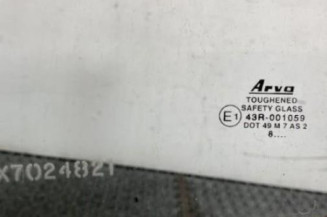 Arvo
TOUGHENED
SAFETY GLASS
E1 43R-001059
DOT 49 M 7 AS 2
8....
X7024821